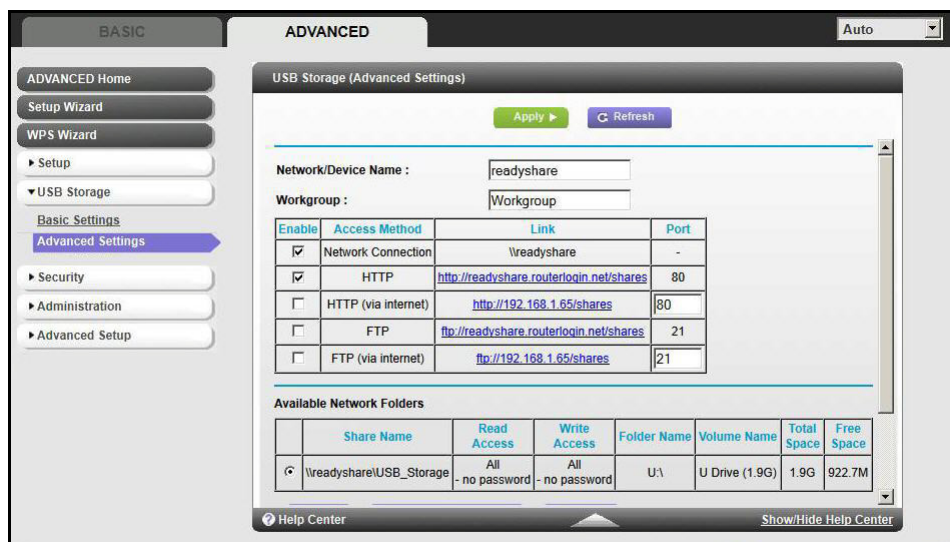 BASIC
ADVANCED
Auto
ADVANCED Home
Setup Wizard
WPS Wizard
Setup
USB Storage
Basic Settings
Advanced Settings
Security
Administration
Advanced Setup
USB Storage (Advanced Settings)
Apply
Refresh
Network/Device Name : readyshare
Workgroup : Workgroup
Enable Access Method Link Port
Network Connection \\readyshare -
HTTP http://readyshare.routerlogin.net/shares 80
HTTP (via internet) http://192.168.1.65/shares 80
FTP ftp://readyshare.routerlogin.net/shares 21
FTP (via internet) ftp://192.168.1.65/shares 21
Available Network Folders
Share Name Read Access Write Access Folder Name Volume Name Total Space Free Space
\\readyshare\USB_Storage All - no password All - no password U:\ U Drive (1.9G) 1.9G 922.7M
Help Center
Show/Hide Help Center